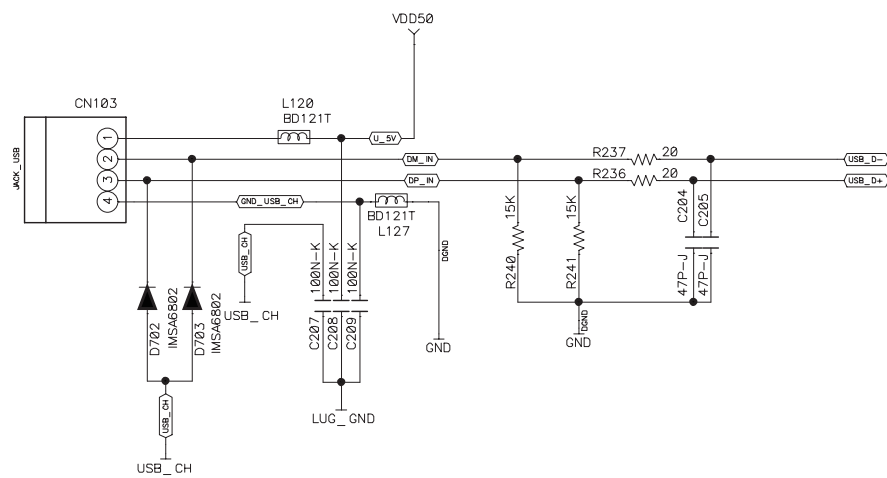 VDD50
CN103
L120
BD121T
JACK_USB
1
U_5V
2
DM_IN
R237 20
USB_D-
3
DP_IN
R236 20
USB_D+
4
GND_USB_CH
BD121T
L127
USB_CH
USB_CH
100N-K
100N-K
100N-K
C207
C208
C209
LUG_GND
DGND
GND
15K
R240
15K
R241
DGND
GND
C204
C205
47P-J
47P-J
D702
IMSA6802
D703
IMSA6802
USB_CH
USB_CH